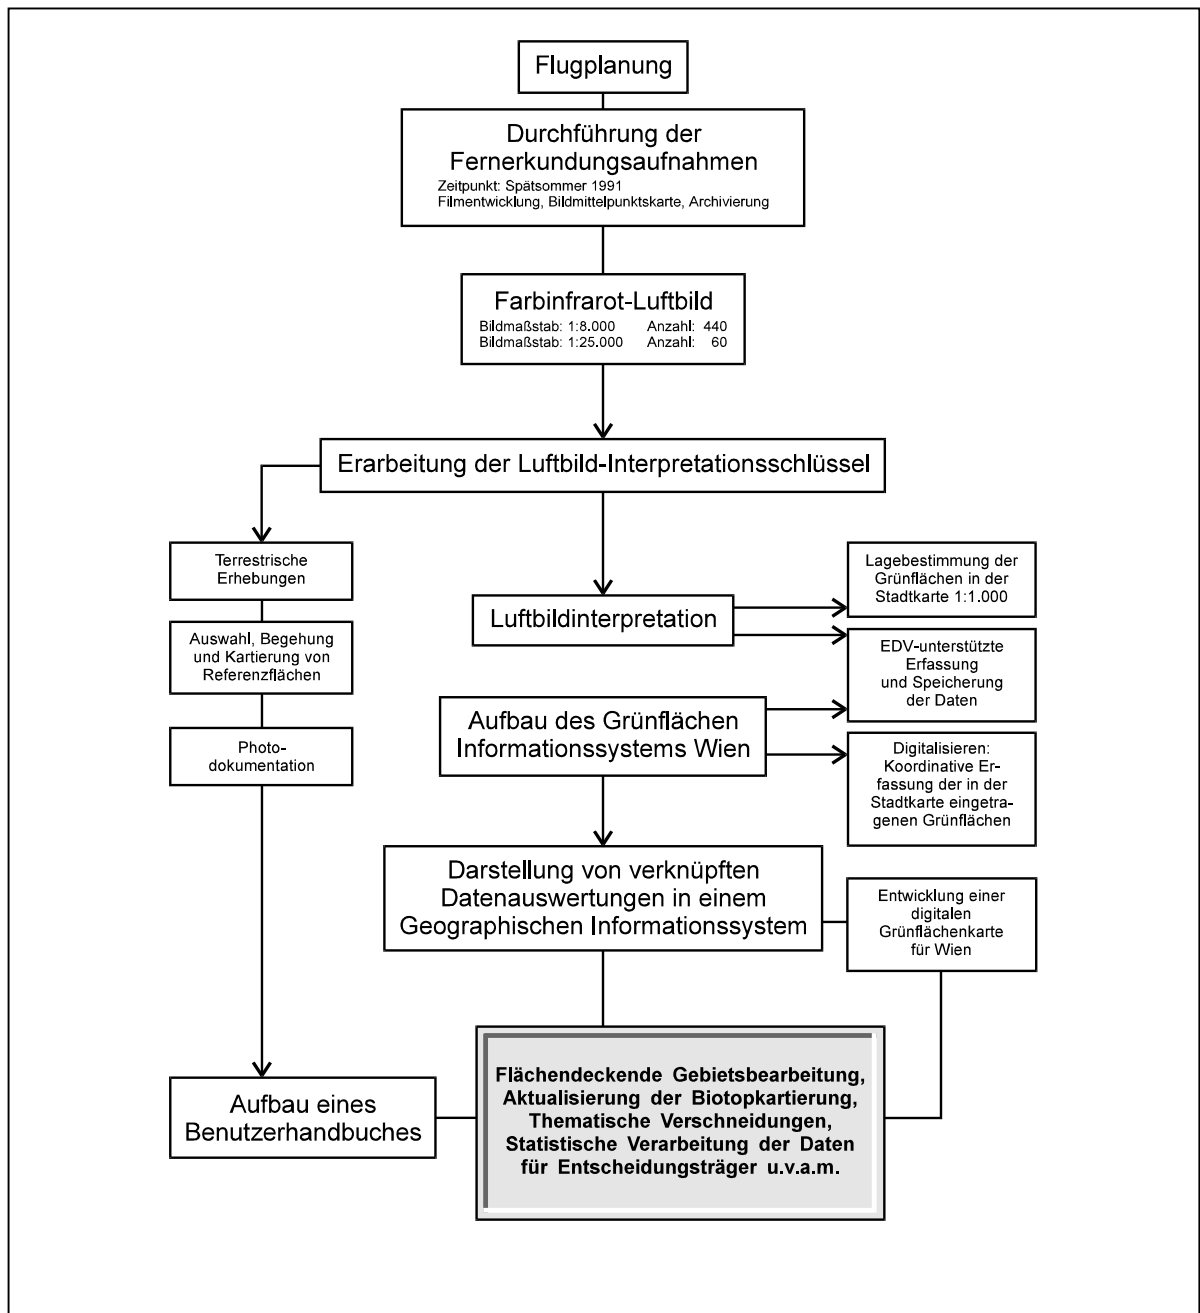 Flugplanung
Durchführung der
Fernerkundungsaufnahmen
Zeitpunkt: Spätsommer 1991
Filmentwicklung, Bildmittelpunktskarte, Archivierung
Farbinfrarot-Luftbild
Bildmaßstab: 1:8.000 Anzahl: 440
Bildmaßstab: 1:25.000 Anzahl: 60
Erarbeitung der Luftbild-Interpretationsschlüssel
Terrestrische
Erhebungen
Auswahl, Begehung
und Kartierung von
Referenzflächen
Photo-
dokumentation
Luftbildinterpretation
Lagebestimmung der
Grünflächen in der
Stadtkarte 1:1.000
EDV-unterstützte
Erfassung
und Speicherung
der Daten
Aufbau des Grünflächen
Informationssystems Wien
Digitalisieren:
Koordinative Er-
fassung der in der
Stadtkarte eingetra-
genen Grünflächen
Darstellung von verknüpften
Datenauswertungen in einem
Geographischen Informationssystem
Entwicklung einer
digitalen
Grünflächenkarte
für Wien
Aufbau eines
Benutzerhandbuches
Flächendeckende Gebietsbearbeitung,
Aktualisierung der Biotopkartierung,
Thematische Verschneidungen,
Statistische Verarbeitung der Daten
für Entscheidungsträger u.v.a.m.